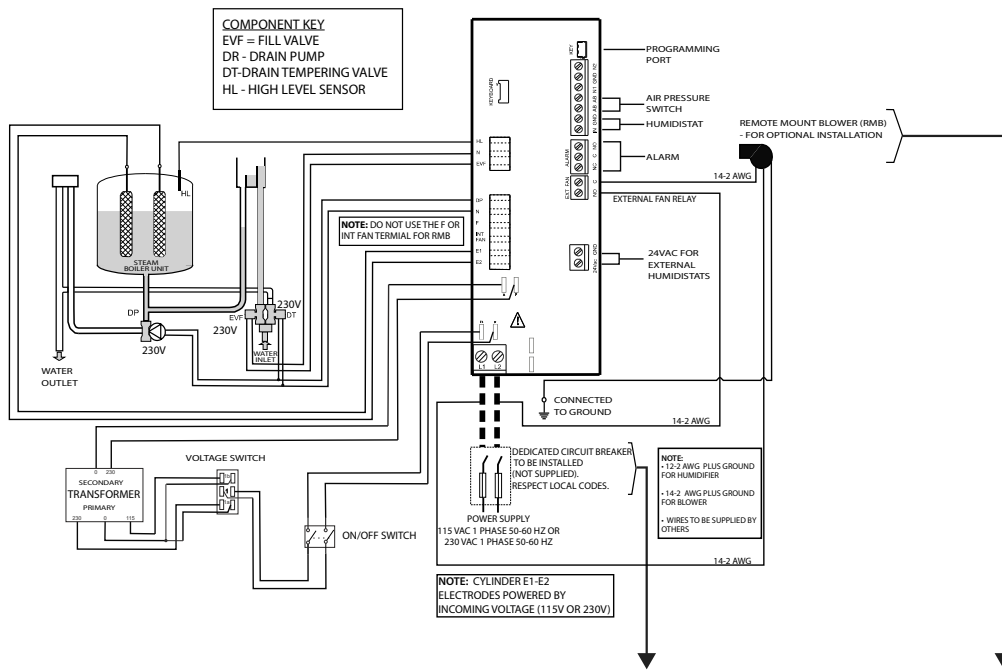 COMPONENT KEY
EVF = FILL VALVE
DR - DRAIN PUMP
DT-DRAIN TEMPERING VALVE
HL - HIGH LEVEL SENSOR
KEY
PROGRAMMING
PORT
KEYBOARD
N2
GND
N1
AB
AB
GND
IN
AIR PRESSURE
SWITCH
HUMIDISTAT
REMOTE MOUNT BLOWER (RMB)
- FOR OPTIONAL INSTALLATION
HL
N
EVF
ALARM
NO
C
NC
ALARM
14-2 AWG
EXT FAN
C
NO
EXTERNAL FAN RELAY
HL
STEAM
BOILER UNIT
DP
N
F
INT
FAN
E1
E2
NOTE: DO NOT USE THE F OR
INT FAN TERMIAL FOR RMB
24Vac
GND
24VAC FOR
EXTERNAL
HUMIDISTATS
DP
230V
EVF
230V
DT
230V
WATER
INLET
WATER
OUTLET
L1
L2
CONNECTED
TO GROUND
14-2 AWG
DEDICATED CIRCUIT BREAKER
TO BE INSTALLED
(NOT SUPPLIED).
RESPECT LOCAL CODES.
NOTE:
• 12-2 AWG PLUS GROUND
FOR HUMIDIFIER
• 14-2 AWG PLUS GROUND
FOR BLOWER
• WIRES TO BE SUPPLIED BY
OTHERS
VOLTAGE SWITCH
0 230
SECONDARY
TRANSFORMER
PRIMARY
230 0 115
ON/OFF SWITCH
POWER SUPPLY
115 VAC 1 PHASE 50-60 HZ OR
230 VAC 1 PHASE 50-60 HZ
14-2 AWG
NOTE: CYLINDER E1-E2
ELECTRODES POWERED BY
INCOMING VOLTAGE (115V OR 230V)